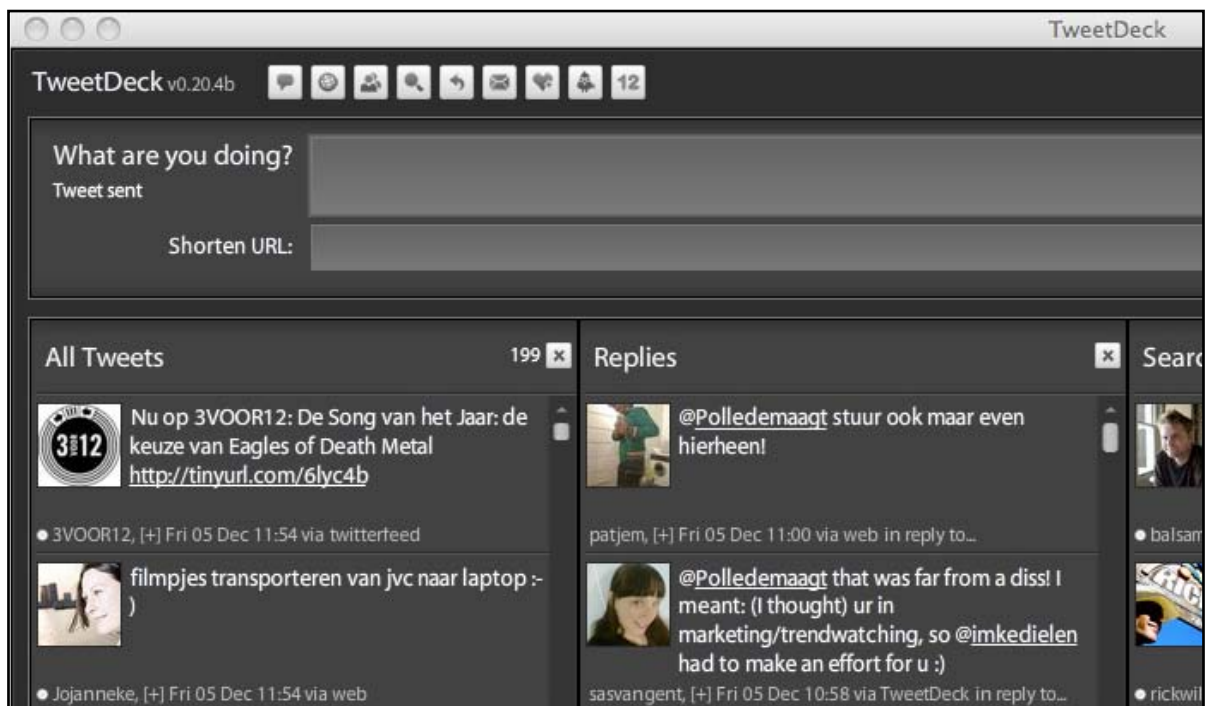 TweetDeck
TweetDeck v0.20.4b
12
What are you doing?
Tweet sent
Shorten URL:
All Tweets
199
3VOOR12
Nu op 3VOOR12: De Song van het Jaar: de
keuze van Eagles of Death Metal
http://tinyurl.com/6lyc4b
3VOOR12, [+] Fri 05 Dec 11:54 via twitterfeed
filmpjes transporteren van jvc naar laptop :-
)
Jojanneke, [+] Fri 05 Dec 11:54 via web
Replies
@Polledemaagt stuur ook maar even
hierheen!
patjem, [+] Fri 05 Dec 11:00 via web in reply to...
@Polledemaagt that was far from a diss! I
meant: (I thought) ur in
marketing/trendwatching, so @imkedielen
had to make an effort for u :)
sasvangent, [+] Fri 05 Dec 10:58 via TweetDeck in reply to...
Searc
balsam
RIC
rickwil